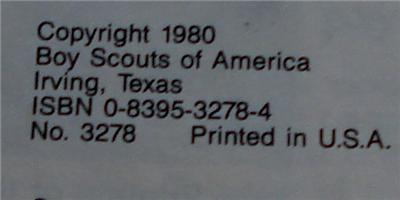 Copyright 1980
Boy Scouts of America
Irving, Texas
ISBN 0-8395-3278-4
No. 3278 Printed in U.S.A.